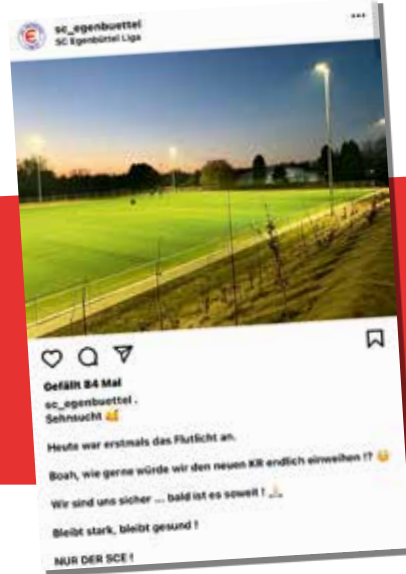 sc_egenbuettel
SC Egenbüttel Liga
Gefällt 84 Mal
sc_egenbuettel .
Sehnsucht 🥰
Heute war erstmals das Flutlicht an.
Boah, wie gerne würde wir den neuen KR endlich einweihen !?
Wir sind uns sicher ... bald ist es soweit !
Bleibt stark, bleibt gesund !
NUR DER SCE !